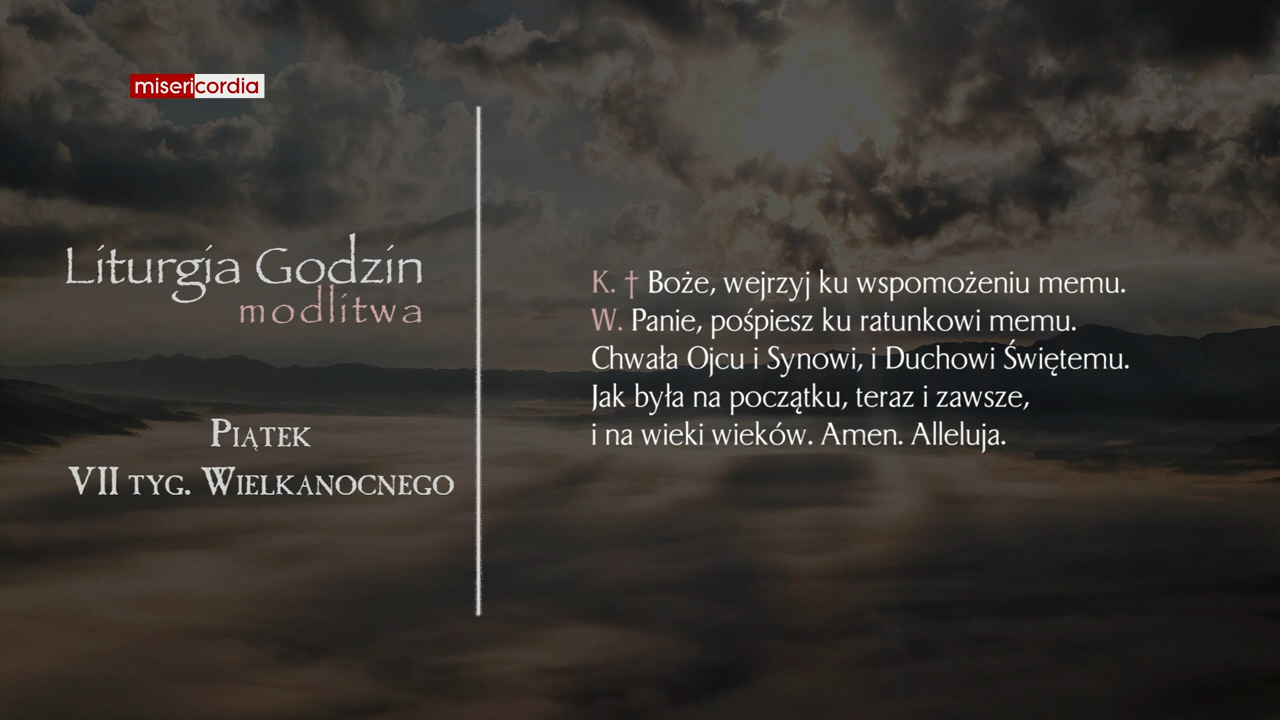 misericordia
Liturgia Godzin
modlitwa
Piątek
VII tyg. Wielkanocnego
K. † Boże, wejrzyj ku wspomożeniu memu.
W. Panie, pośpiesz ku ratunkowi memu.
Chwała Ojcu i Synowi, i Duchowi Świętemu.
Jak była na początku, teraz i zawsze,
i na wieki wieków. Amen. Alleluja.